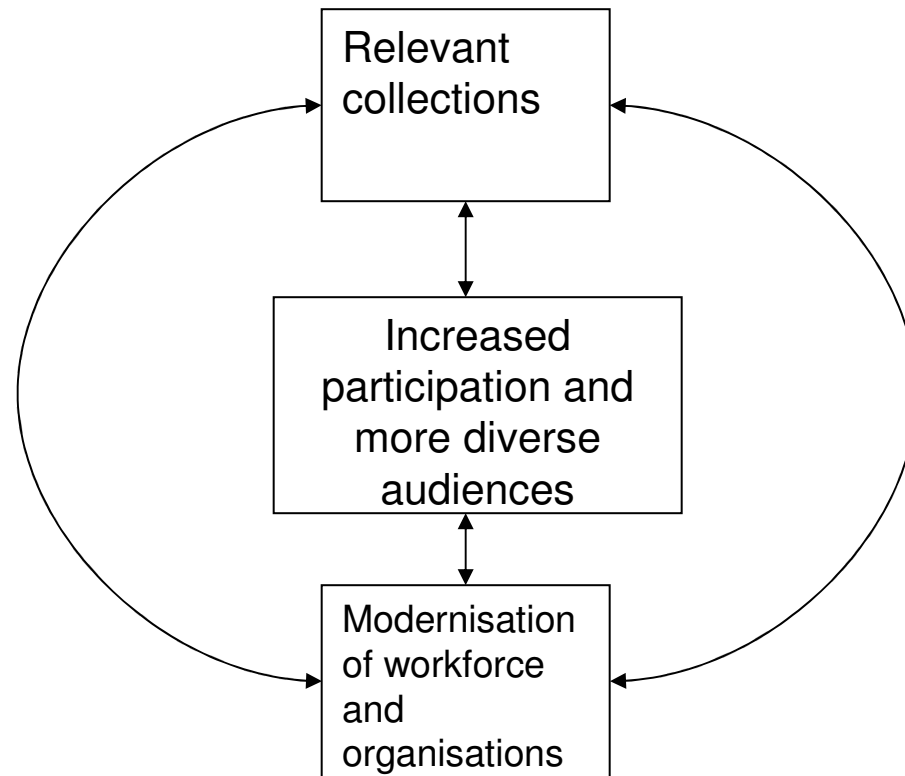 Relevant
collections
Increased
participation and
more diverse
audiences
Modernisation
of workforce
and
organisations